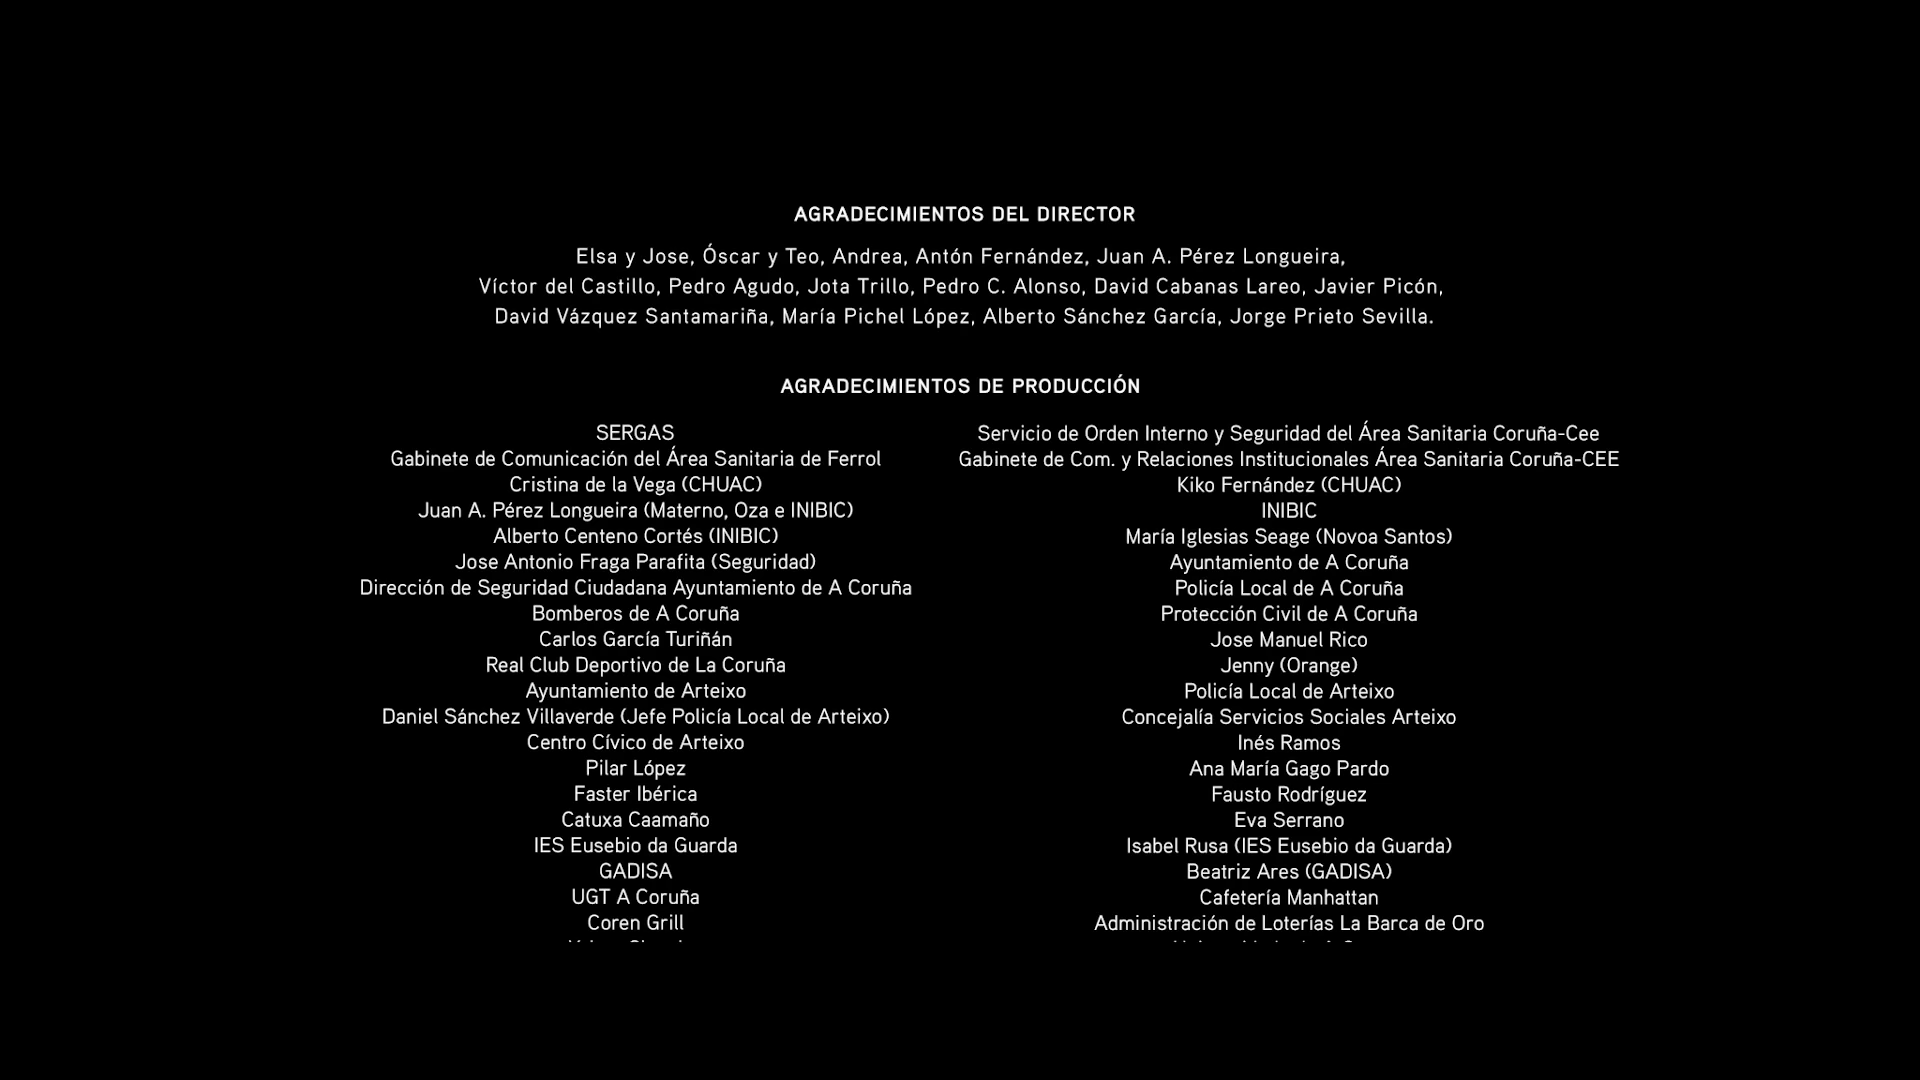 AGRADECIMIENTOS DEL DIRECTOR
Elsa y Jose, Óscar y Teo, Andrea, Antón Fernández, Juan A. Pérez Longueira,
Víctor del Castillo, Pedro Agudo, Jota Trillo, Pedro C. Alonso, David Cabanas Lareo, Javier Picón,
David Vázquez Santamariña, María Pichel López, Alberto Sánchez García, Jorge Prieto Sevilla.
AGRADECIMIENTOS DE PRODUCCIÓN
SERGAS
Gabinete de Comunicación del Área Sanitaria de Ferrol
Cristina de la Vega (CHUAC)
Juan A. Pérez Longueira (Materno, Oza e INIBIC)
Alberto Centeno Cortés (INIBIC)
Jose Antonio Fraga Parafita (Seguridad)
Dirección de Seguridad Ciudadana Ayuntamiento de A Coruña
Bomberos de A Coruña
Carlos García Turiñán
Real Club Deportivo de La Coruña
Ayuntamiento de Arteixo
Daniel Sánchez Villaverde (Jefe Policía Local de Arteixo)
Centro Cívico de Arteixo
Pilar López
Faster Ibérica
Catuxa Caamaño
IES Eusebio da Guarda
GADISA
UGT A Coruña
Coren Grill
Servicio de Orden Interno y Seguridad del Área Sanitaria Coruña-Cee
Gabinete de Com. y Relaciones Institucionales Área Sanitaria Coruña-CEE
Kiko Fernández (CHUAC)
INIBIC
María Iglesias Seage (Novoa Santos)
Ayuntamiento de A Coruña
Policía Local de A Coruña
Protección Civil de A Coruña
Jose Manuel Rico
Jenny (Orange)
Policía Local de Arteixo
Concejalía Servicios Sociales Arteixo
Inés Ramos
Ana María Gago Pardo
Fausto Rodríguez
Eva Serrano
Isabel Rusa (IES Eusebio da Guarda)
Beatriz Ares (GADISA)
Cafetería Manhattan
Administración de Loterías La Barca de Oro